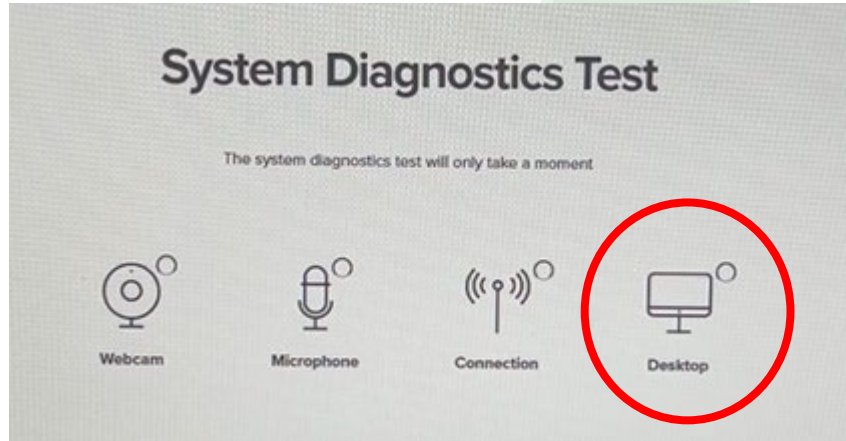 System Diagnostics Test
The system diagnostics test will only take a moment
Webcam
Microphone
Connection
Desktop